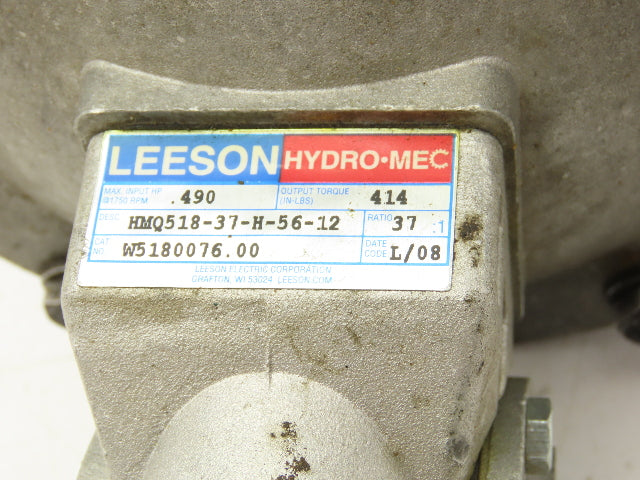 LEESON HYDRO•MEC
MAX. INPUT HP @1750 RPM .490 OUTPUT TORQUE (IN-LBS) 414
DESC. HMQ518-37-H-56-12 RATIO 37 :1
CAT. NO. W5180076.00 DATE CODE L/08
LEESON ELECTRIC CORPORATION
GRAFTON, WI 53024 LEESON.COM